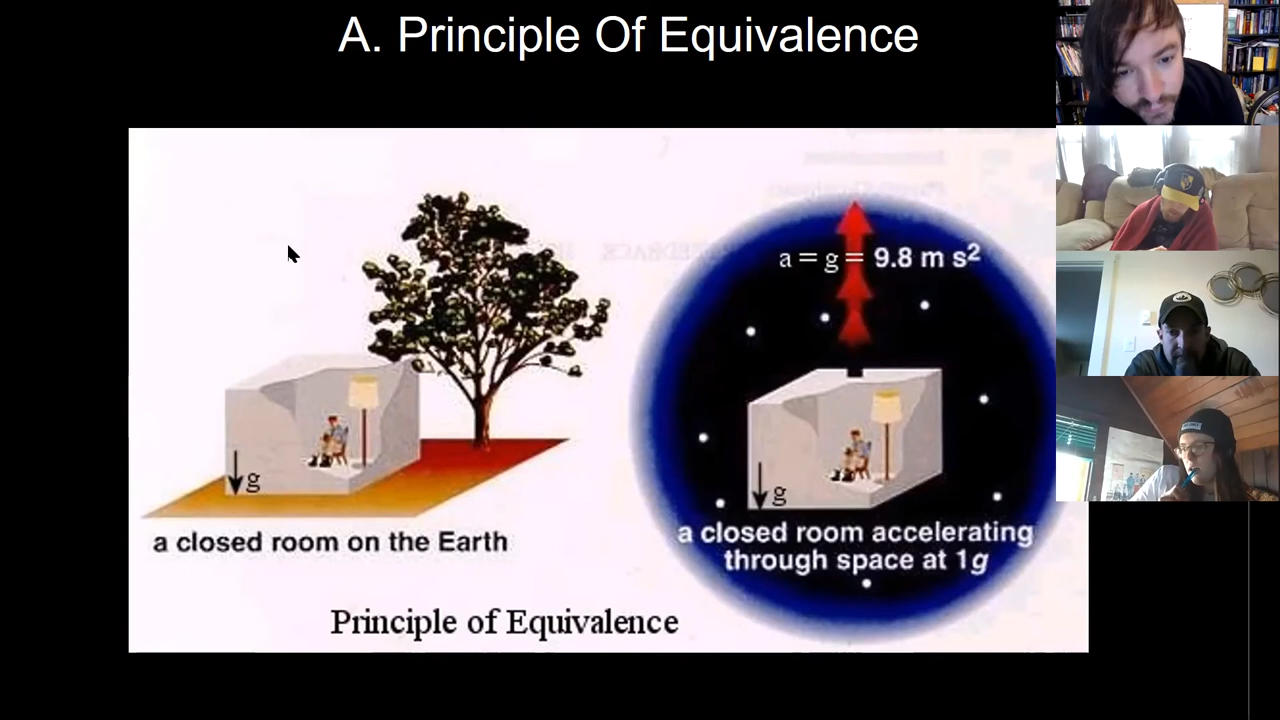 A. Principle Of Equivalence
a = g = 9.8 m s²
g
g
a closed room on the Earth
a closed room accelerating
through space at 1g
Principle of Equivalence